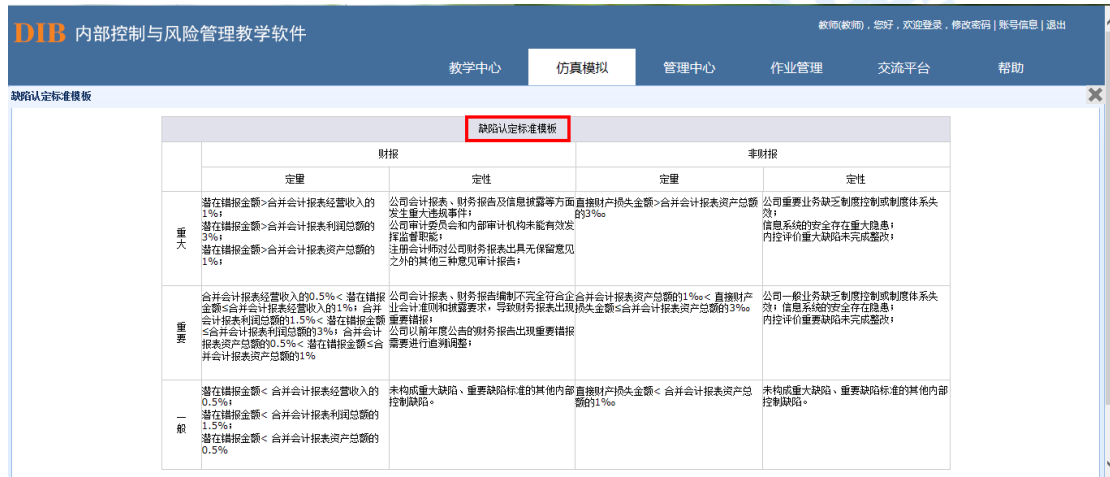 DIB 内部控制与风险管理教学软件
教师(教师)，您好，欢迎登录，修改密码 | 账号信息 | 退出
教学中心 仿真模拟 管理中心 作业管理 交流平台 帮助
缺陷认定标准模板
缺陷认定标准模板
财报 非财报
定量 定性 定量 定性
重大
潜在错报金额>合并会计报表经营收入的
1%；
潜在错报金额>合并会计报表利润总额的
3%；
潜在错报金额>合并会计报表资产总额的
1%；
公司会计报表、财务报告及信息披露等方面
发生重大违规事件；
公司审计委员会和内部审计机构未能有效发
挥监督职能；
注册会计师对公司财务报表出具无保留意见
之外的其他三种意见审计报告；
直接财产损失金额>合并会计报表资产总额
的3‰
公司重要业务缺乏制度控制或制度体系失
效；
信息系统的安全存在重大隐患；
内控评价重大缺陷未完成整改；
重要
合并会计报表经营收入的0.5%< 潜在错报
金额≤合并会计报表经营收入的1%；合并
会计报表利润总额的1.5%< 潜在错报金额
≤合并会计报表利润总额的3%；合并会计
报表资产总额的0.5%< 潜在错报金额≤合
并会计报表资产总额的1%
公司会计报表、财务报告编制不完全符合企
业会计准则和披露要求，导致财务报表出现
重要错报；
公司以前年度公告的财务报告出现重要错报
需要进行追溯调整；
合并会计报表资产总额的1‰< 直接财产
损失金额≤合并会计报表资产总额的3‰
公司一般业务缺乏制度控制或制度体系失
效；信息系统的安全存在隐患；
内控评价重要缺陷未完成整改；
一般
潜在错报金额< 合并会计报表经营收入的
0.5%；
潜在错报金额< 合并会计报表利润总额的
1.5%；
潜在错报金额< 合并会计报表资产总额的
0.5%
未构成重大缺陷、重要缺陷标准的其他内部
控制缺陷。
直接财产损失金额< 合并会计报表资产总
额的1‰
未构成重大缺陷、重要缺陷标准的其他内部
控制缺陷。